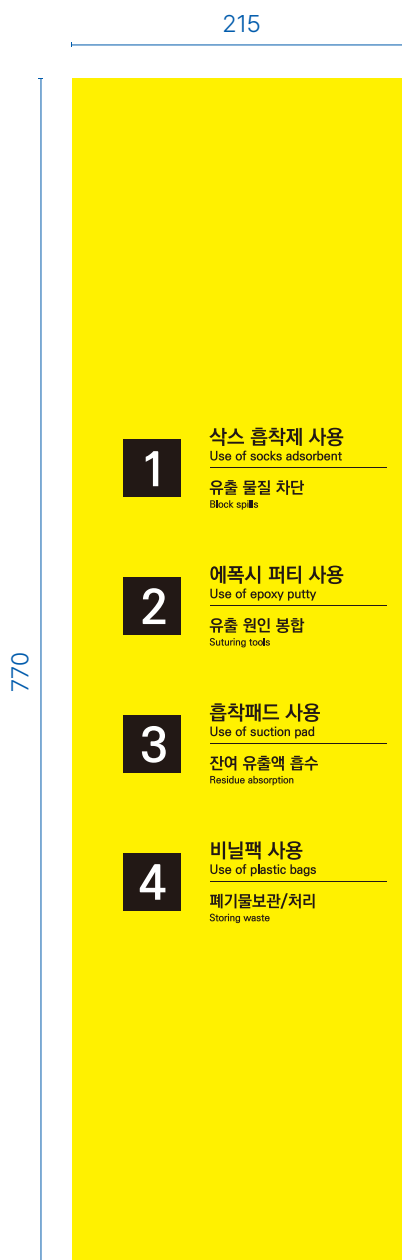 215
770
1
삭스 흡착제 사용
Use of socks adsorbent
유출 물질 차단
Block spills
2
에폭시 퍼티 사용
Use of epoxy putty
유출 원인 봉합
Suturing tools
3
흡착패드 사용
Use of suction pad
잔여 유출액 흡수
Residue absorption
4
비닐팩 사용
Use of plastic bags
폐기물보관/처리
Storing waste